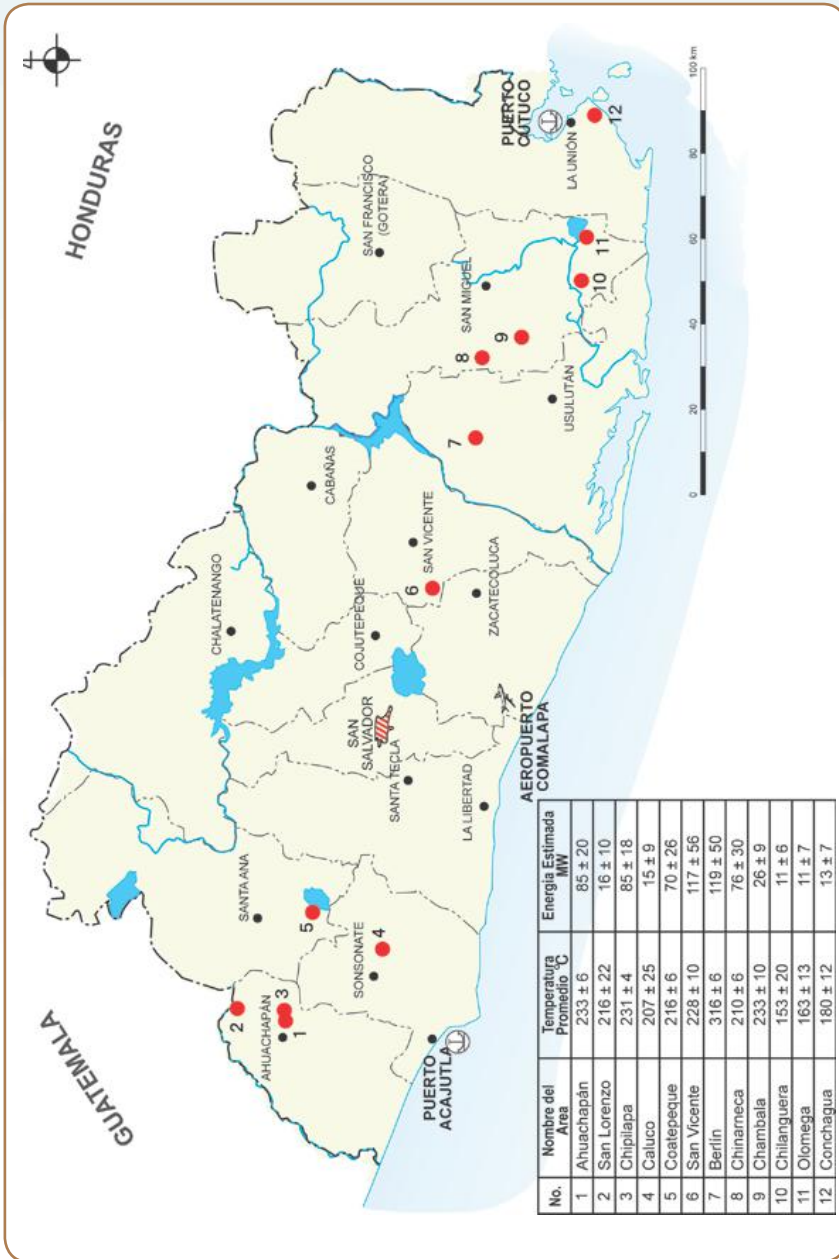 GUATEMALA
HONDURAS
AHUACHAPÁN
SANTA ANA
SONSONATE
PUERTO
ACAJUTLA
CHALATENANGO
SAN
SALVADOR
SANTA TECLA
LA LIBERTAD
COJUTEPEQUE
AEROPUERTO
COMALAPA
CABAÑAS
SAN VICENTE
ZACATECOLUCA
USULUTÁN
SAN MIGUEL
SAN FRANCISCO
(GOTERA)
PUERTO
CUTUCO
LA UNIÓN
1
2
3
4
5
6
7
8
9
10
11
12
0 20 40 60 80 100 km
No. Nombre del Area Temperatura Promedio °C Energía Estimada MW
1 Ahuachapán 233 ± 6 85 ± 20
2 San Lorenzo 216 ± 22 16 ± 10
3 Chipilapa 231 ± 4 85 ± 18
4 Caluco 207 ± 25 15 ± 9
5 Coatepeque 216 ± 6 70 ± 26
6 San Vicente 228 ± 10 117 ± 56
7 Berlín 316 ± 6 119 ± 50
8 Chinameca 210 ± 6 76 ± 30
9 Chambala 233 ± 10 26 ± 9
10 Chilanguera 153 ± 20 11 ± 6
11 Olomega 163 ± 13 11 ± 7
12 Conchagua 180 ± 12 13 ± 7